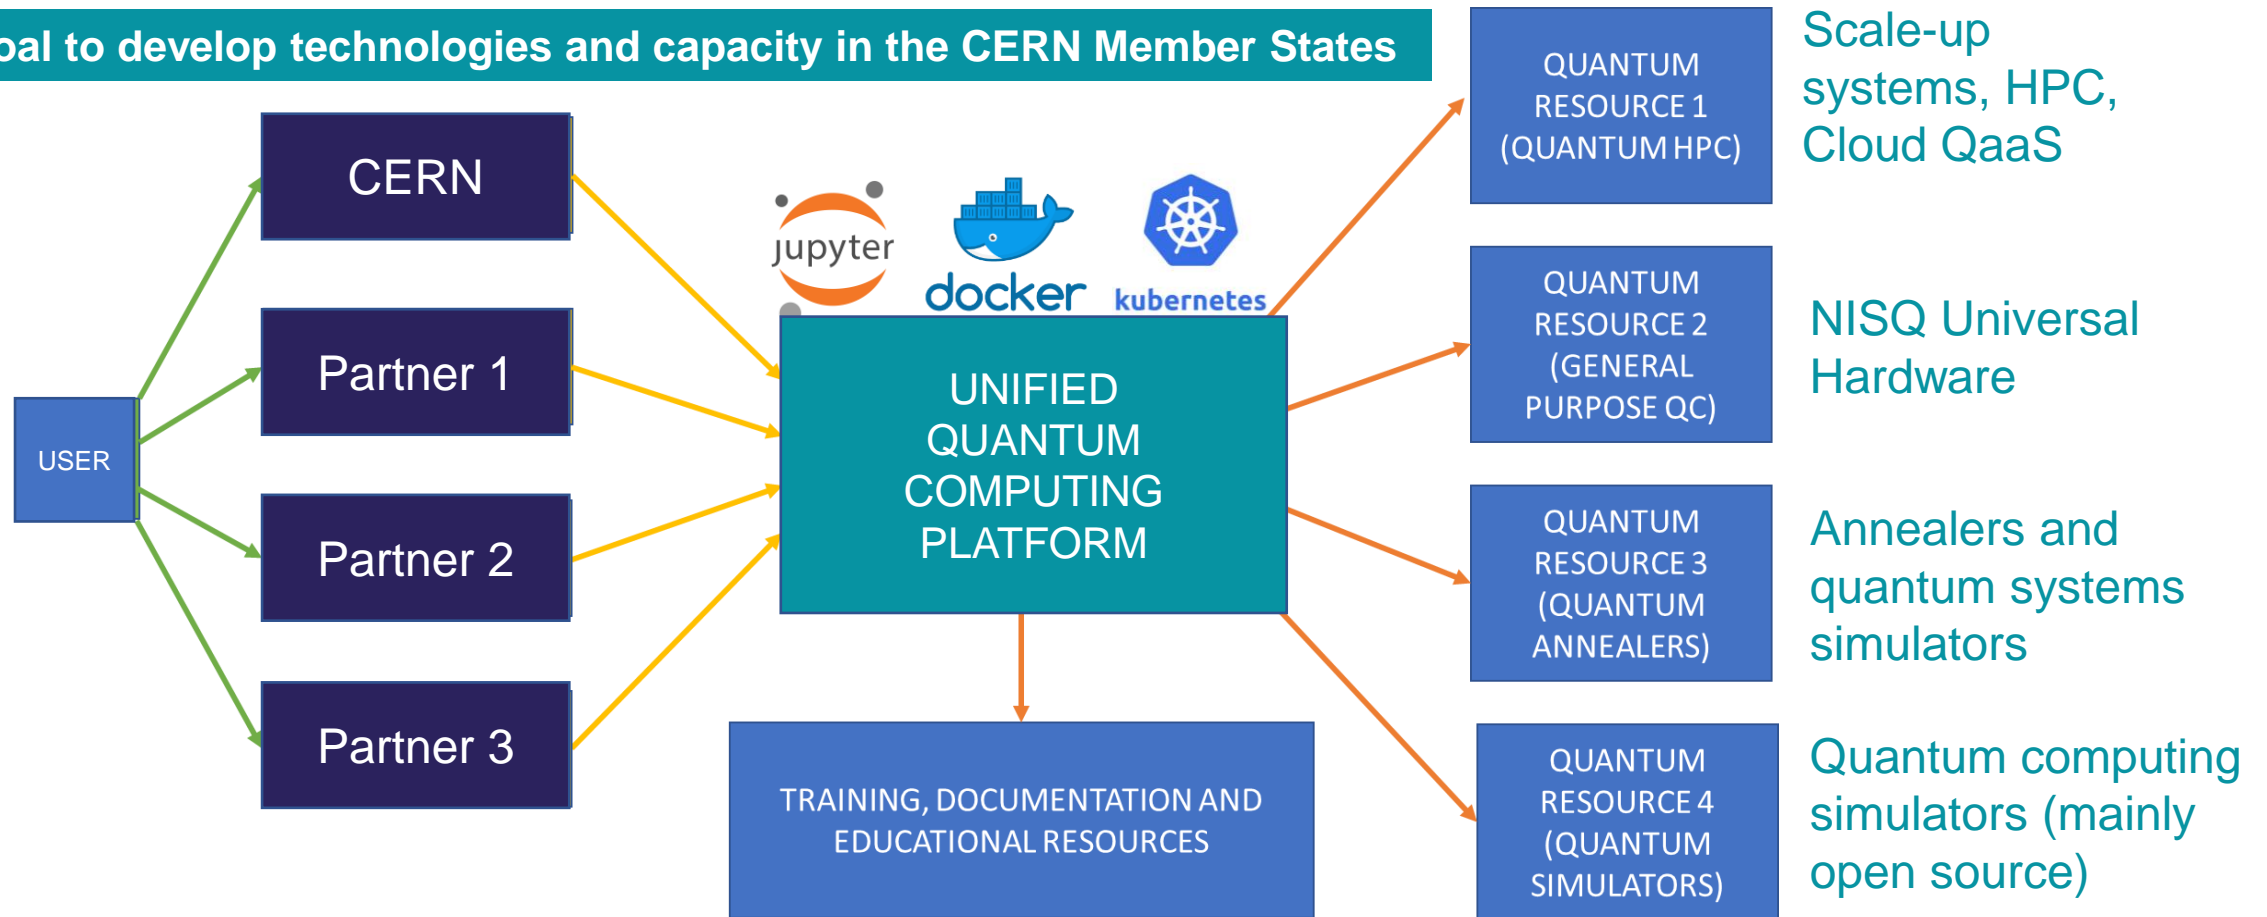 to develop technologies and capacity in the CERN Member States
USER
CERN
Partner 1
Partner 2
Partner 3
jupyter
docker
kubernetes
UNIFIED
QUANTUM
COMPUTING
PLATFORM
TRAINING, DOCUMENTATION AND
EDUCATIONAL RESOURCES
QUANTUM
RESOURCE 1
(QUANTUM HPC)
Scale-up
systems, HPC,
Cloud QaaS
QUANTUM
RESOURCE 2
(GENERAL
PURPOSE QC)
NISQ Universal
Hardware
QUANTUM
RESOURCE 3
(QUANTUM
ANNEALERS)
Annealers and
quantum systems
simulators
QUANTUM
RESOURCE 4
(QUANTUM
SIMULATORS)
Quantum computing
simulators (mainly
open source)